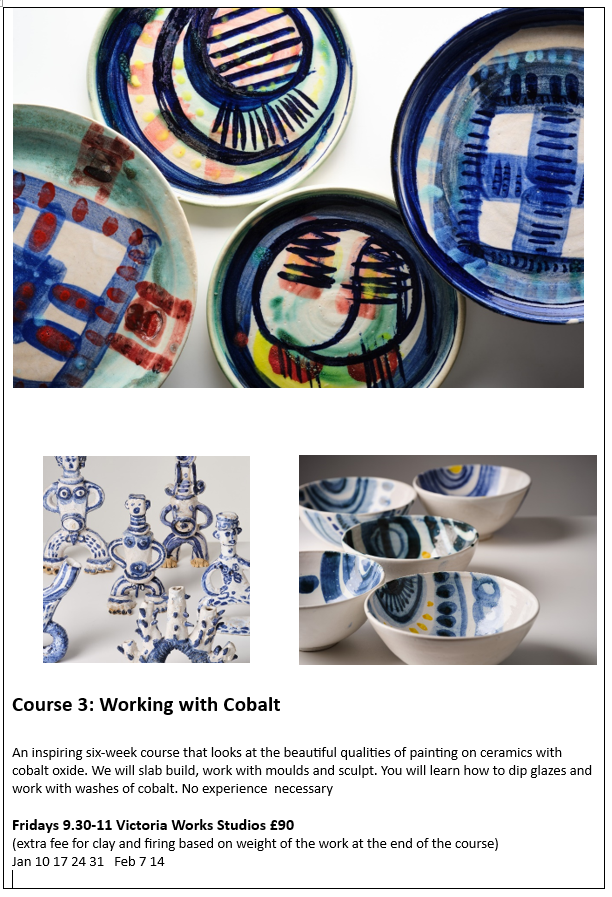 Course 3: Working with Cobalt
An inspiring six-week course that looks at the beautiful qualities of painting on ceramics with
cobalt oxide. We will slab build, work with moulds and sculpt. You will learn how to dip glazes and
work with washes of cobalt. No experience  necessary
Fridays 9.30-11 Victoria Works Studios £90
(extra fee for clay and firing based on weight of the work at the end of the course)
Jan 10 17 24 31   Feb 7 14